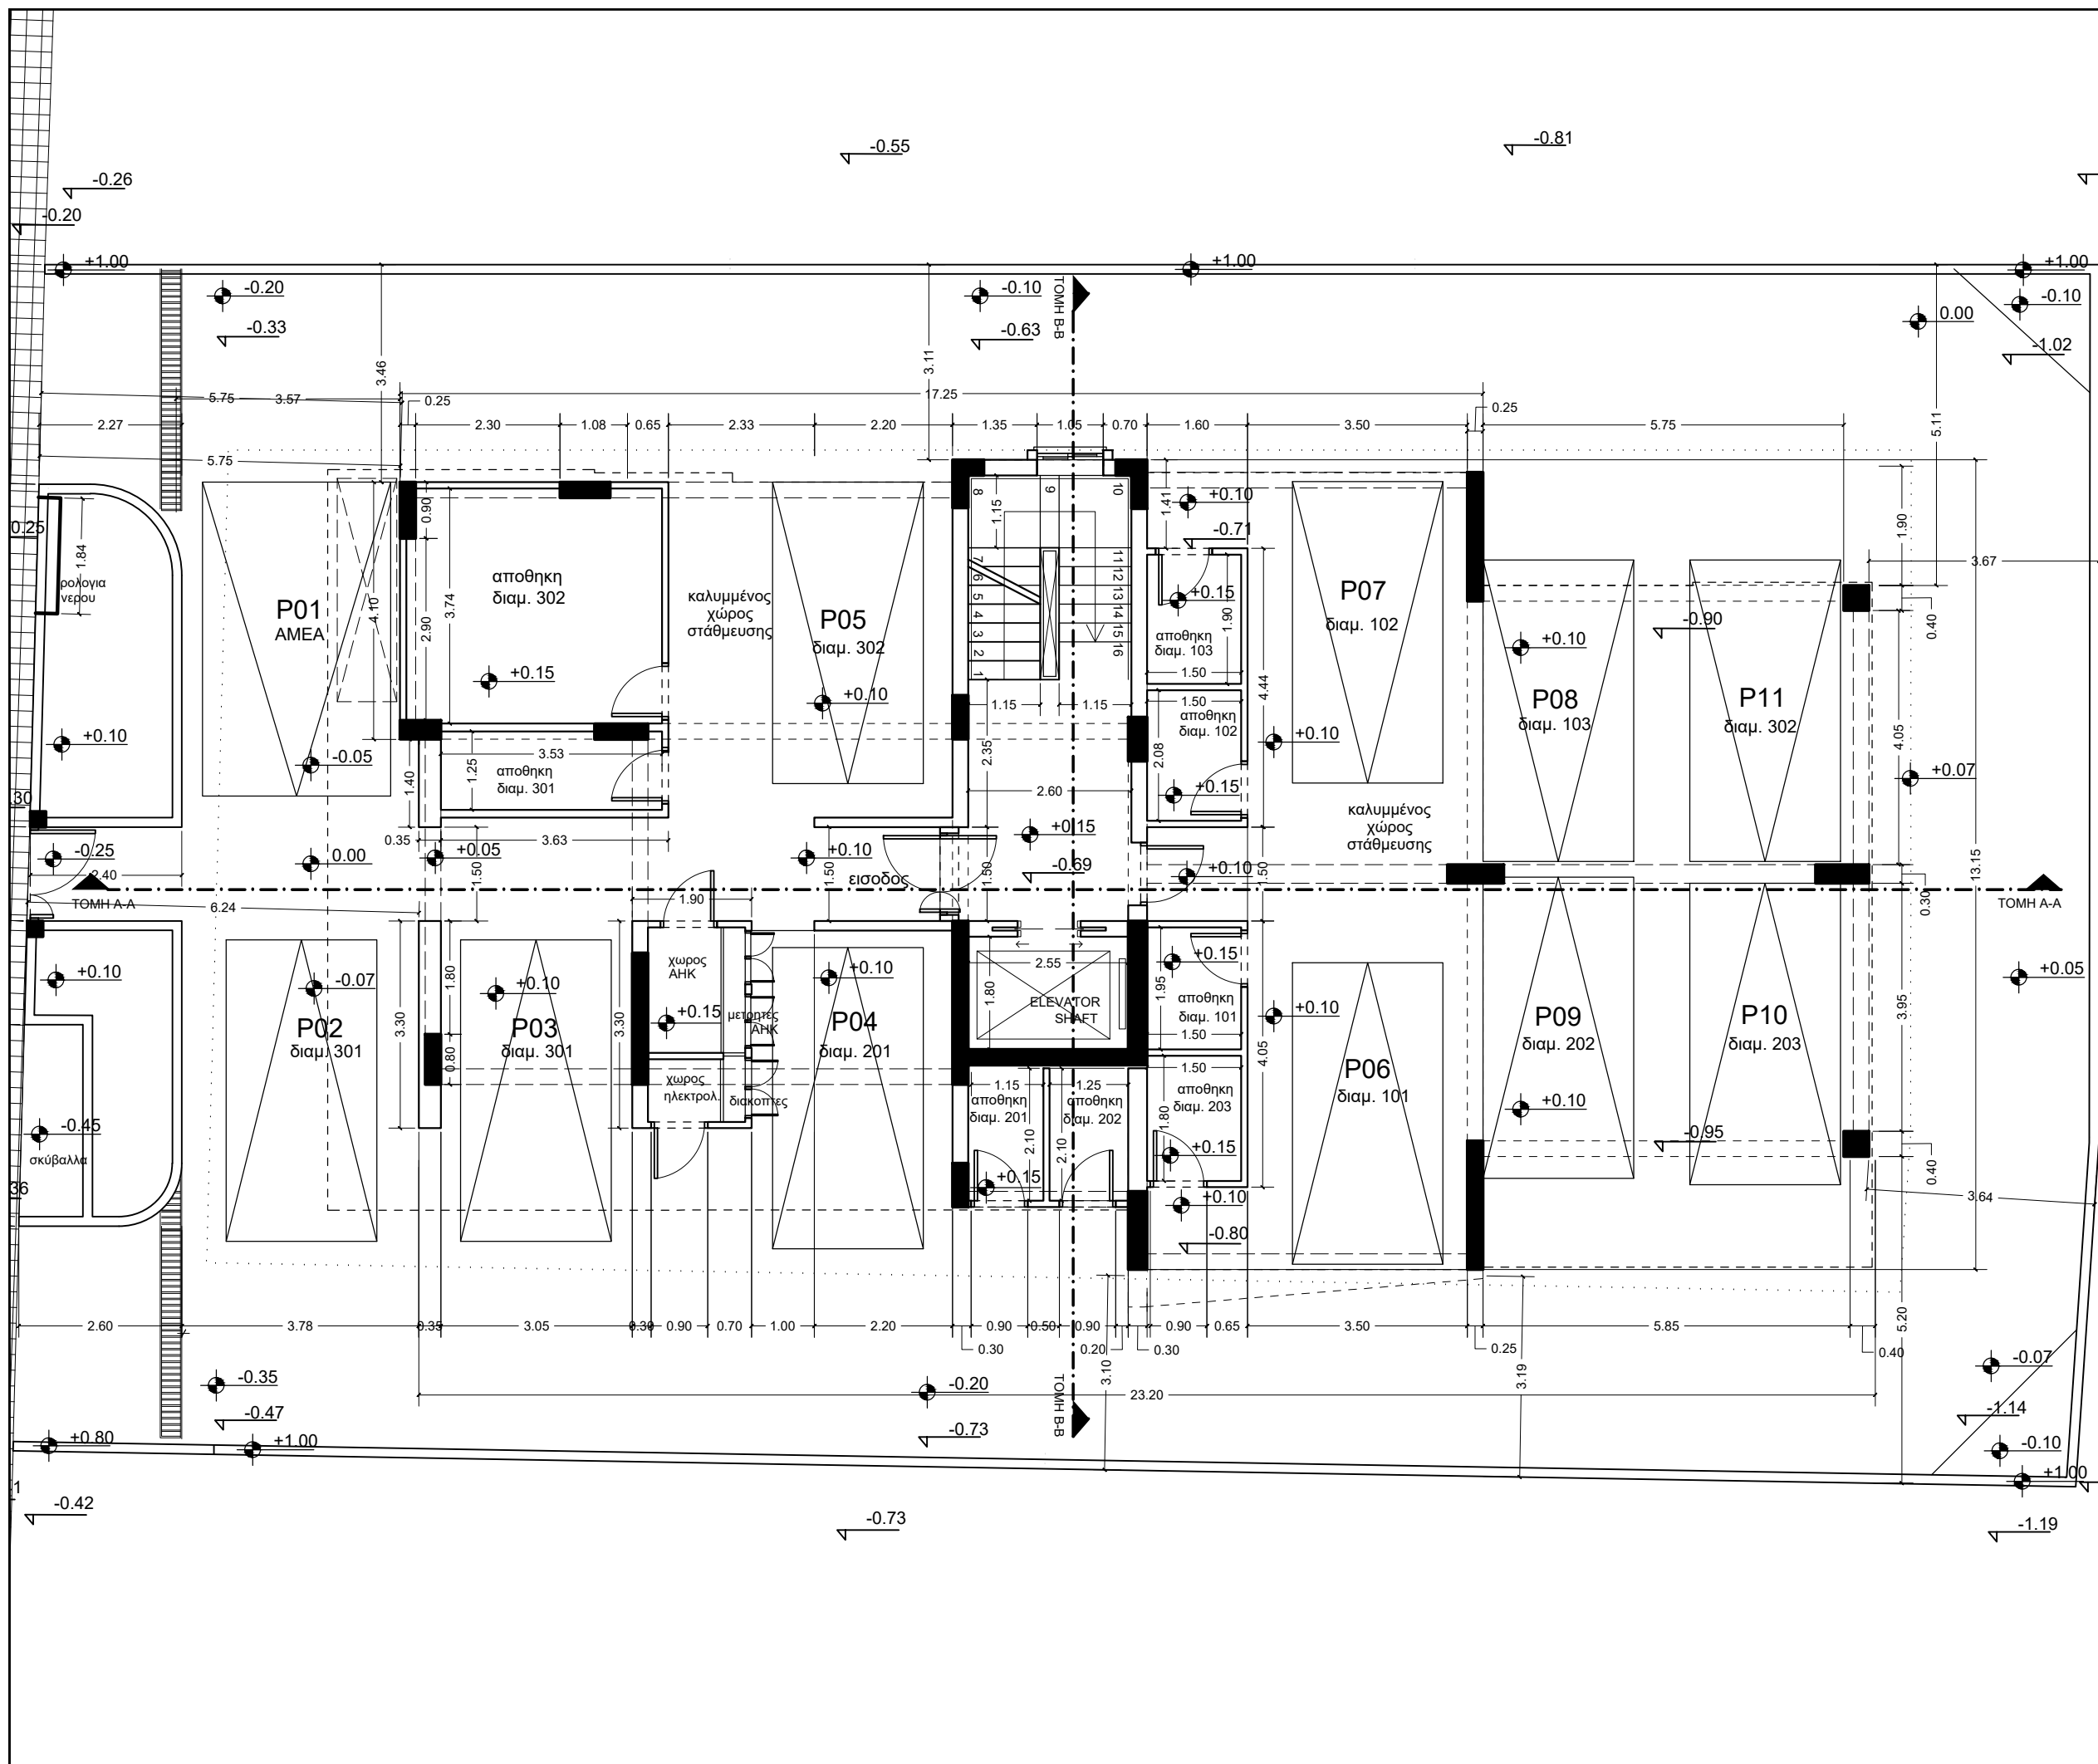 -0.55
-0.81
-0.26
-0.20
+1.00
+1.00
+1.00
-0.20
-0.10
ΤΟΜΗ Β-Β
-0.10
0.00
-0.33
-0.63
-1.02
3.46
3.11
5.11
17.25
5.75
3.57
0.25
0.25
2.27
2.30
1.08
0.65
2.33
2.20
1.35
1.05
0.70
1.60
3.50
5.75
5.75
0.25
1.84
ρολογια
νερου
P01
ΑΜΕΑ
4.10
0.90
2.90
3.74
αποθηκη
διαμ. 302
+0.15
καλυμμένος
χώρος
στάθμευσης
P05
διαμ. 302
+0.10
8
9
10
1.15
7
6
5
4
3
2
1
11
12
13
14
15
16
1.41
+0.10
-0.71
+0.15
1.90
αποθηκη
διαμ. 103
1.50
4.44
P07
διαμ. 102
1.90
3.67
-0.90
0.40
+0.10
P08
διαμ. 103
P11
διαμ. 302
4.05
+0.07
1.15
1.15
1.50
αποθηκη
διαμ. 102
2.08
+0.10
+0.15
+0.10
-0.05
3.53
1.25
αποθηκη
διαμ. 301
1.40
2.35
2.60
καλυμμένος
χώρος
στάθμευσης
.30
0.35
3.63
+0.15
-0.25
0.00
+0.05
1.50
+0.10
1.50
εισοδος
1.50
-0.69
+0.10
1.50
13.15
2.40
ΤΟΜΗ Α-Α
1.90
0.30
ΤΟΜΗ Α-Α
6.24
+0.10
-0.07
P02
διαμ. 301
3.30
1.80
0.80
+0.10
P03
διαμ. 301
3.30
χωρος
ΑΗΚ
+0.15
μετρητες
ΑΗΚ
χωρος
ηλεκτρολ.
διακοπτες
+0.10
P04
διαμ. 201
2.55
1.80
ELEVATOR
SHAFT
+0.15
1.95
αποθηκη
διαμ. 101
1.50
+0.10
4.05
P06
διαμ. 101
P09
διαμ. 202
+0.10
P10
διαμ. 203
+0.05
3.95
-0.95
0.40
3.64
-0.45
σκύβαλλα
36
1.15
αποθηκη
διαμ. 201
2.10
+0.15
1.25
αποθηκη
διαμ. 202
2.10
1.50
αποθηκη
διαμ. 203
1.80
+0.15
+0.10
-0.80
2.60
3.78
0.35
3.05
0.30
0.90
0.70
1.00
2.20
0.90
0.50
0.90
0.90
0.65
3.50
5.85
5.20
0.30
0.20
0.30
0.25
0.40
3.10
3.19
-0.35
-0.20
23.20
-0.07
-0.47
-0.73
ΤΟΜΗ Β-Β
-1.14
+0.80
+1.00
-0.10
+1.00
1
-0.42
-0.73
-1.19